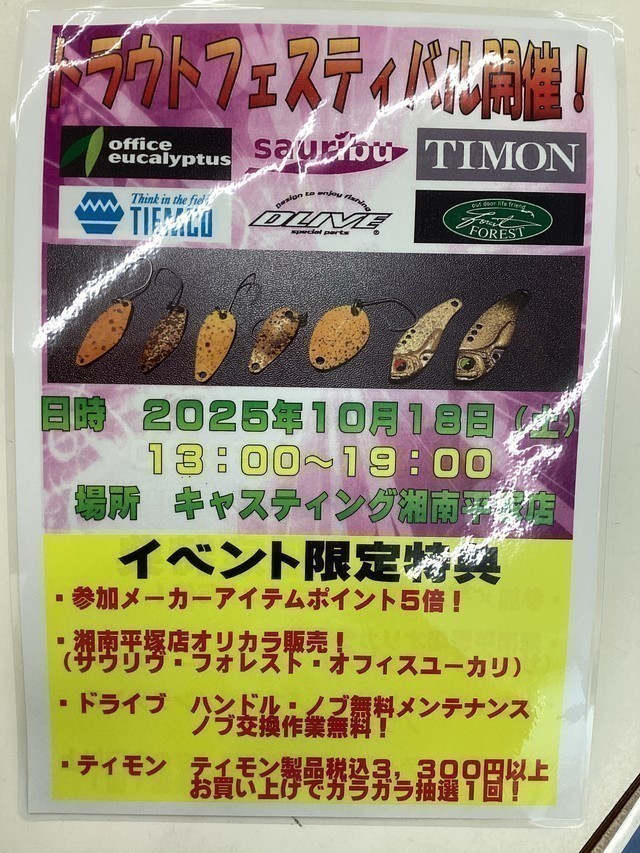 トラウトフェスティバル開催！
office
eucalyptus
sauribu
TIMON
Think in the field
TIEMCO
Design to enjoy fishing
DLIVE
special parts
out door life friend
forest
FOREST
日時　2025年10月18日（土）
13：00～19：00
場所　キャスティング湘南平塚店
イベント限定特典
・参加メーカーアイテムポイント5倍！
・湘南平塚店オリカラ販売！
（サウリヴ・フォレスト・オフィスユーカリ）
・ドライブ　ハンドル・ノブ無料メンテナンス
ノブ交換作業無料！
・ティモン　ティモン製品税込3，300円以上
お買い上げでガラガラ抽選1回！